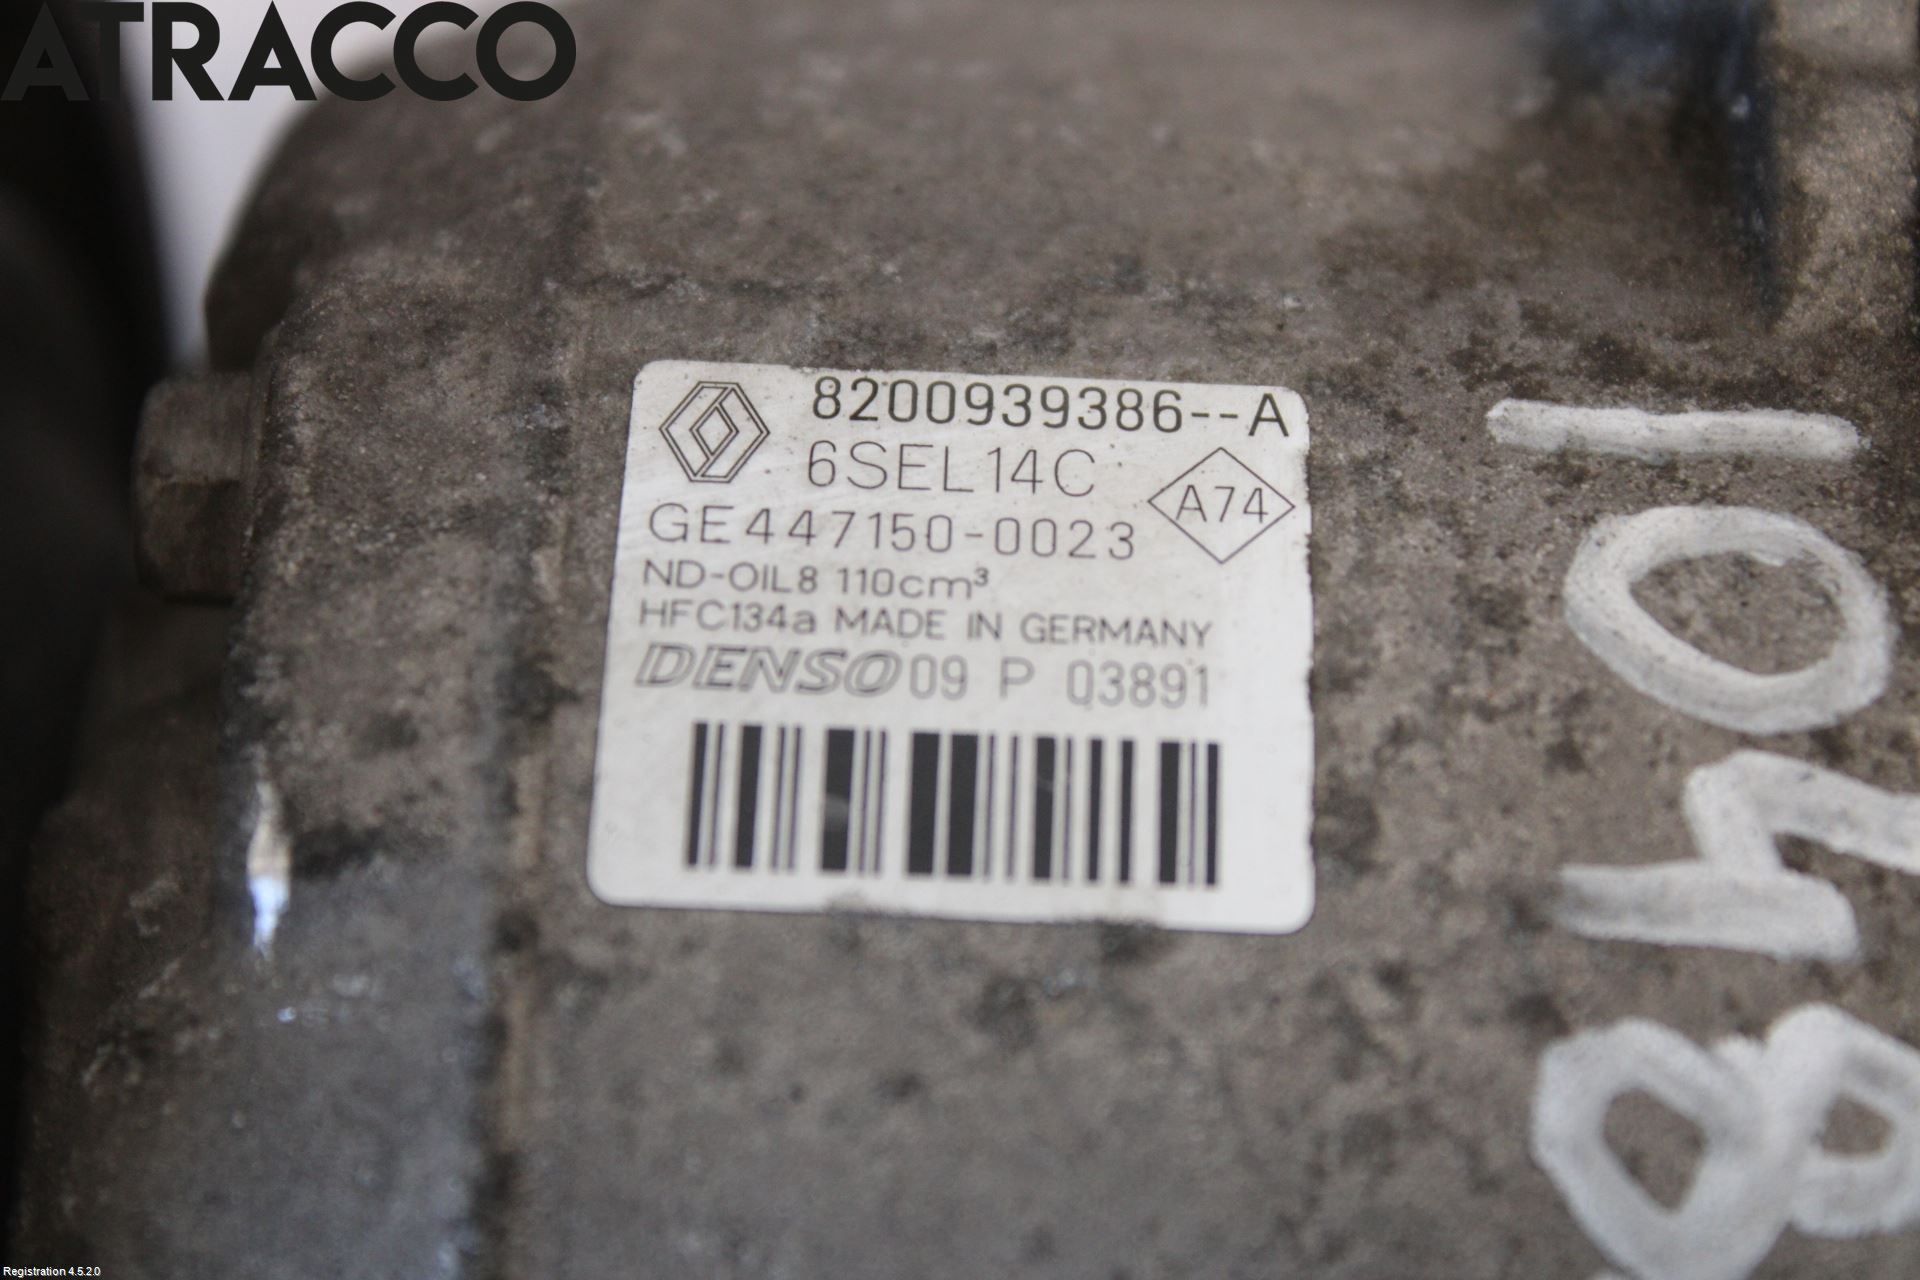 ATRACCO
8200939386--A
6SEL14C
A74
GE447150-0023
ND-OIL8 110cm³
HFC134a MADE IN GERMANY
DENSO 09 P 03891
Registration 4.5.2.0